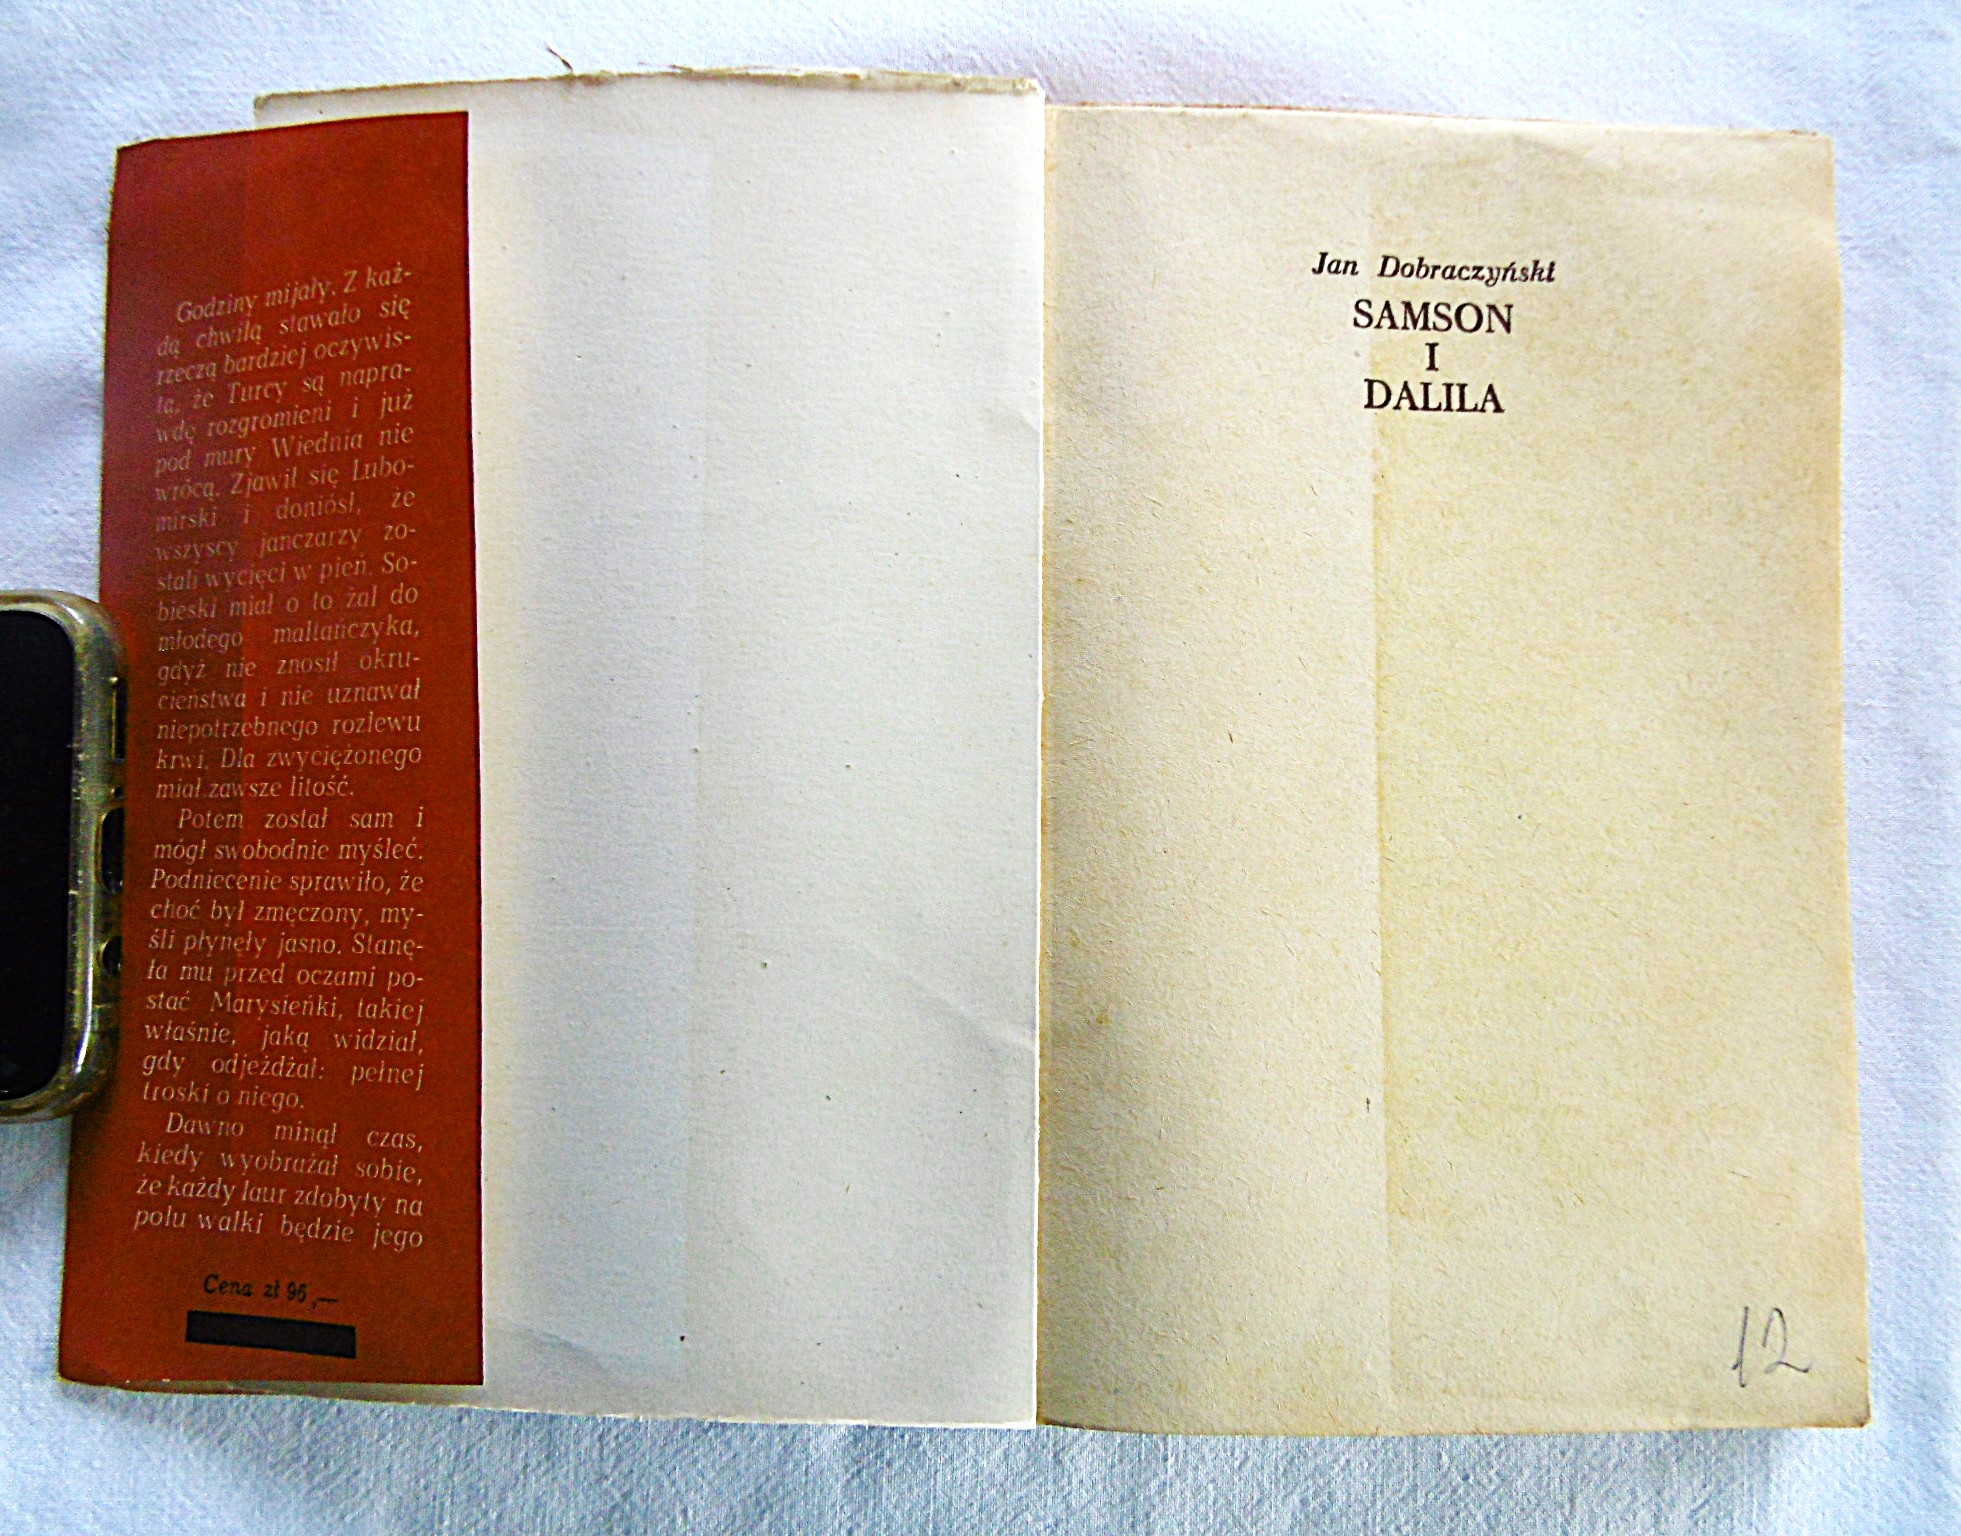 Godziny mijały. Z każ-
dą chwilą stawało się
rzeczą bardziej oczywis-
ta, że Turcy są napra-
wdę rozgromieni i już
pod mury Wiednia nie
wrócą. Zjawił się Lubo-
mirski i doniósł, że
wszyscy janczarzy zo-
stali wycięci w pień. So-
bieski miał o to żal do
młodego maltańczyka,
gdyż nie znosił okru-
cieństwa i nie uznawał
niepotrzebnego rozlewu
krwi. Dla zwyciężonego
miał zawsze litość.
Potem został sam i
mógł swobodnie myśleć.
Podniecenie sprawiło, że
choć był zmęczony, my-
śli płynęły jasno. Stanę-
ła mu przed oczami po-
stać Marysieńki, takiej
właśnie, jaką widział,
gdy odjeżdżał: pełnej
troski o niego.
Dawno minął czas,
kiedy wyobrażał sobie,
że każdy laur zdobyty na
polu walki będzie jego
Cena zł 96,—
Jan Dobraczyński
SAMSON
I
DALILA
12